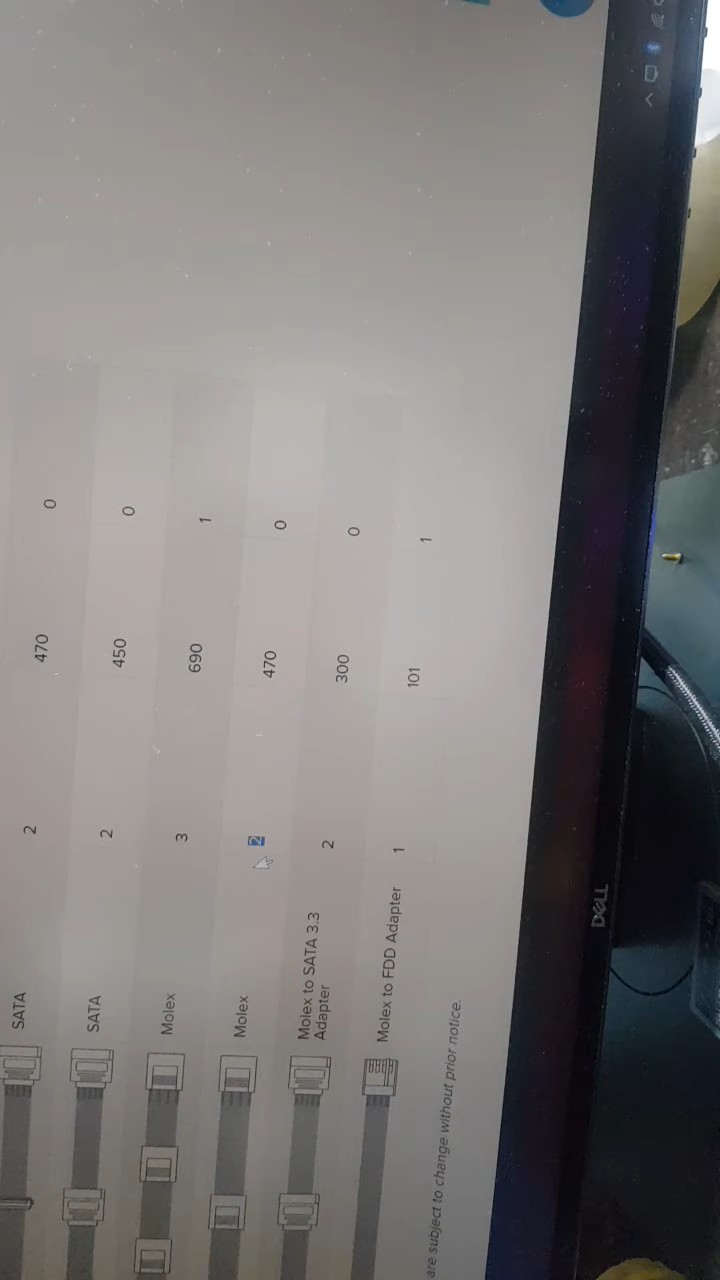 SATA 2 470 0
SATA 2 450 0
Molex 3 690 1
Molex 2 470 0
Molex to SATA 3.3
Adapter 2 300 0
Molex to FDD Adapter 1 101 1
are subject to change without prior notice.
DELL